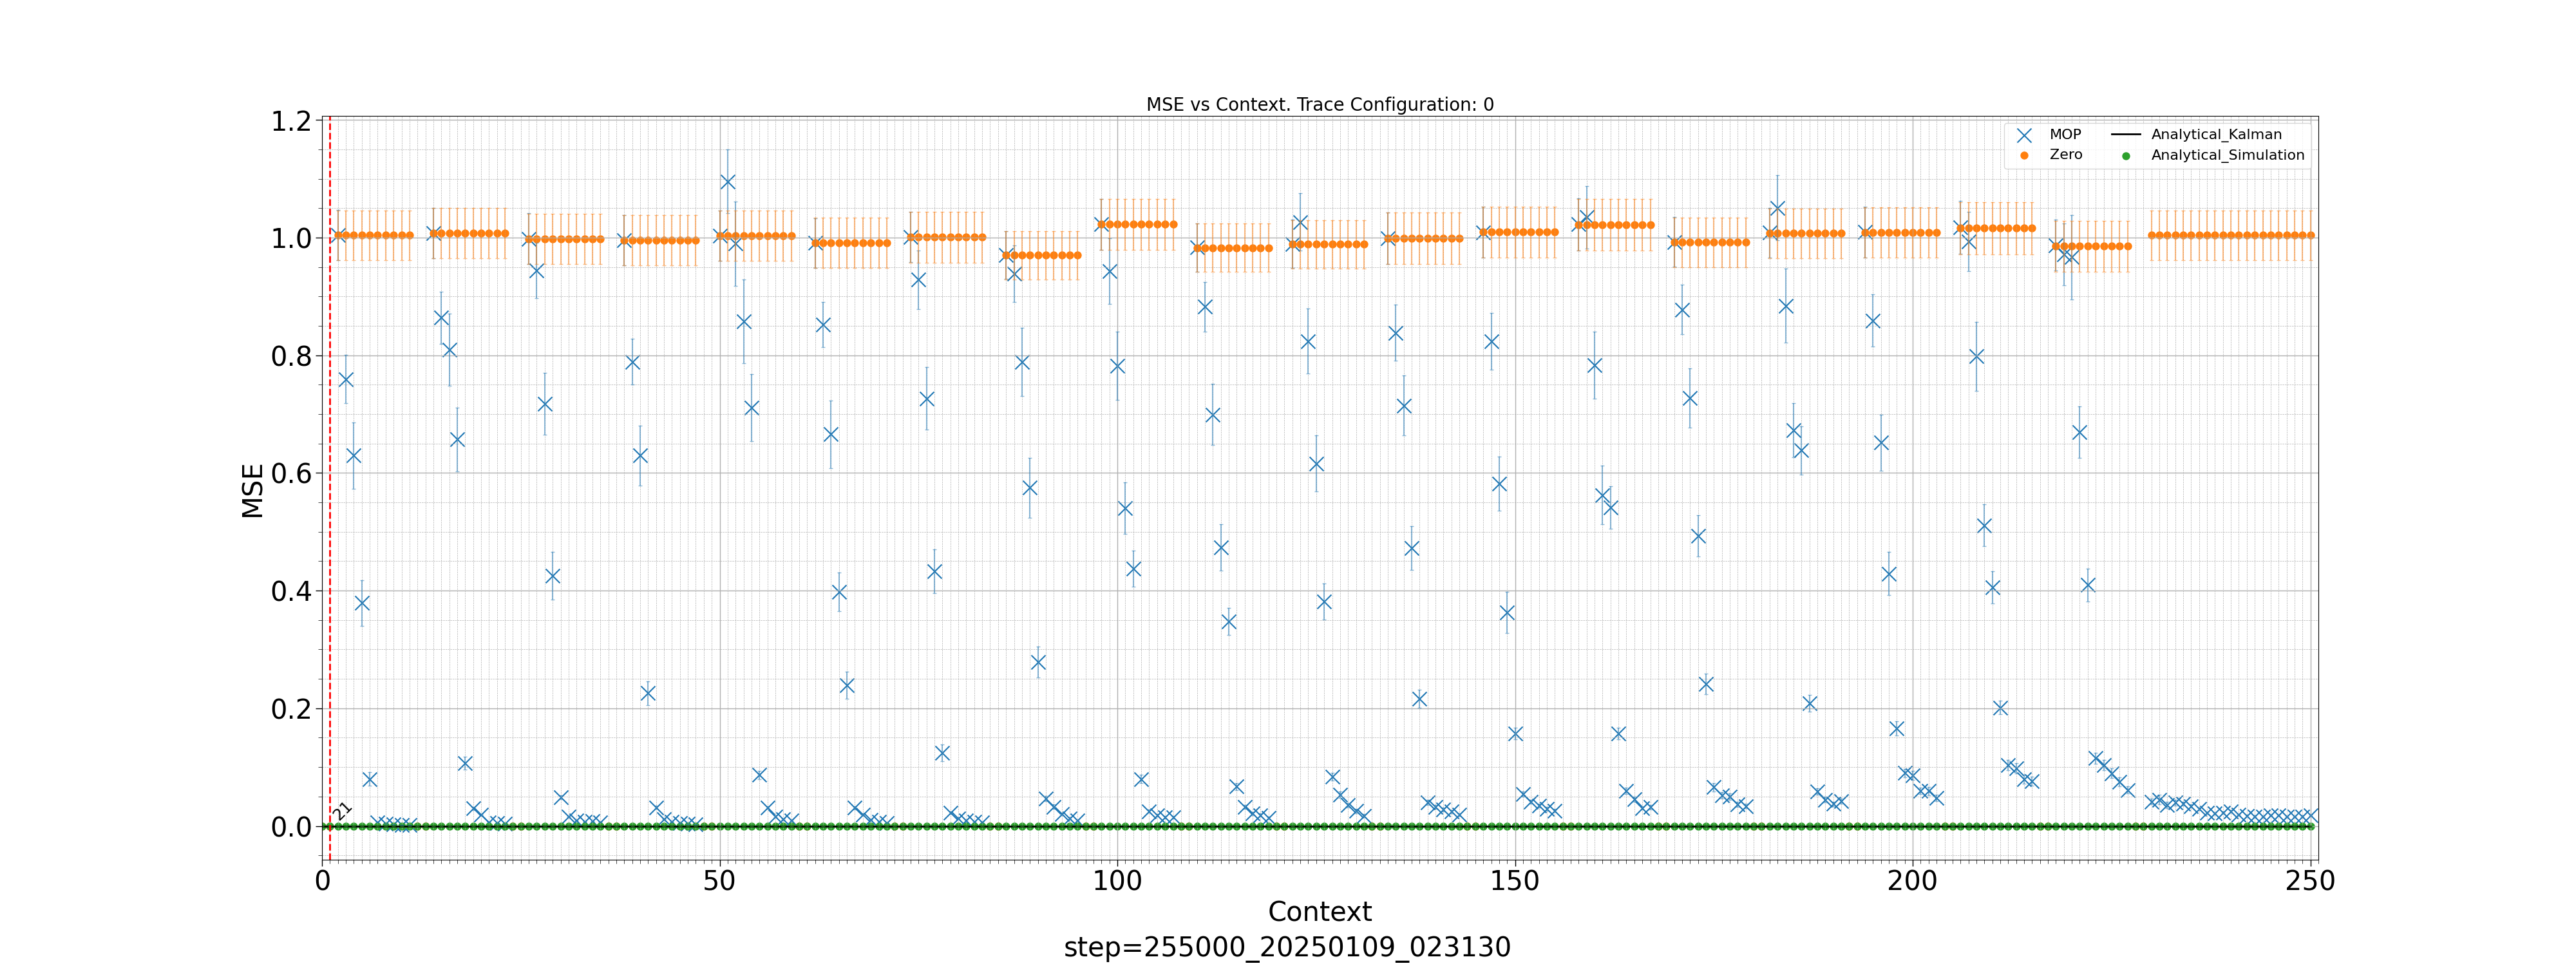 MSE vs Context. Trace Configuration: 0
MOP
Zero
Analytical_Kalman
Analytical_Simulation
1.2
1.0
0.8
0.6
0.4
0.2
0.0
MSE
21
0
50
100
150
200
250
Context
step=255000_20250109_023130